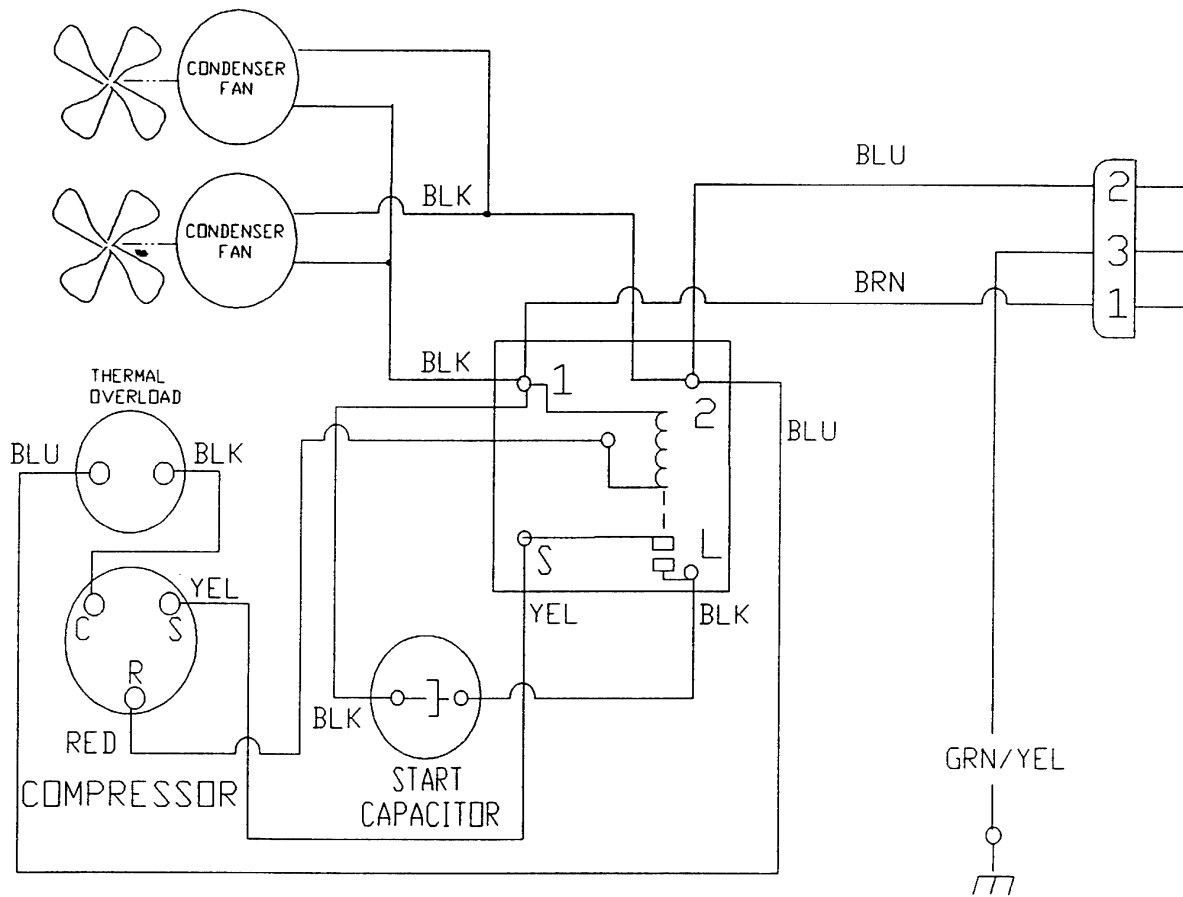 CONDENSER
FAN
BLU
2
CONDENSER
FAN
BLK
3
BRN
1
BLK
1
2
THERMAL
OVERLOAD
BLU
BLK
BLU
S
L
YEL
C
S
YEL
BLK
R
BLK
RED
GRN/YEL
COMPRESSOR
START
CAPACITOR